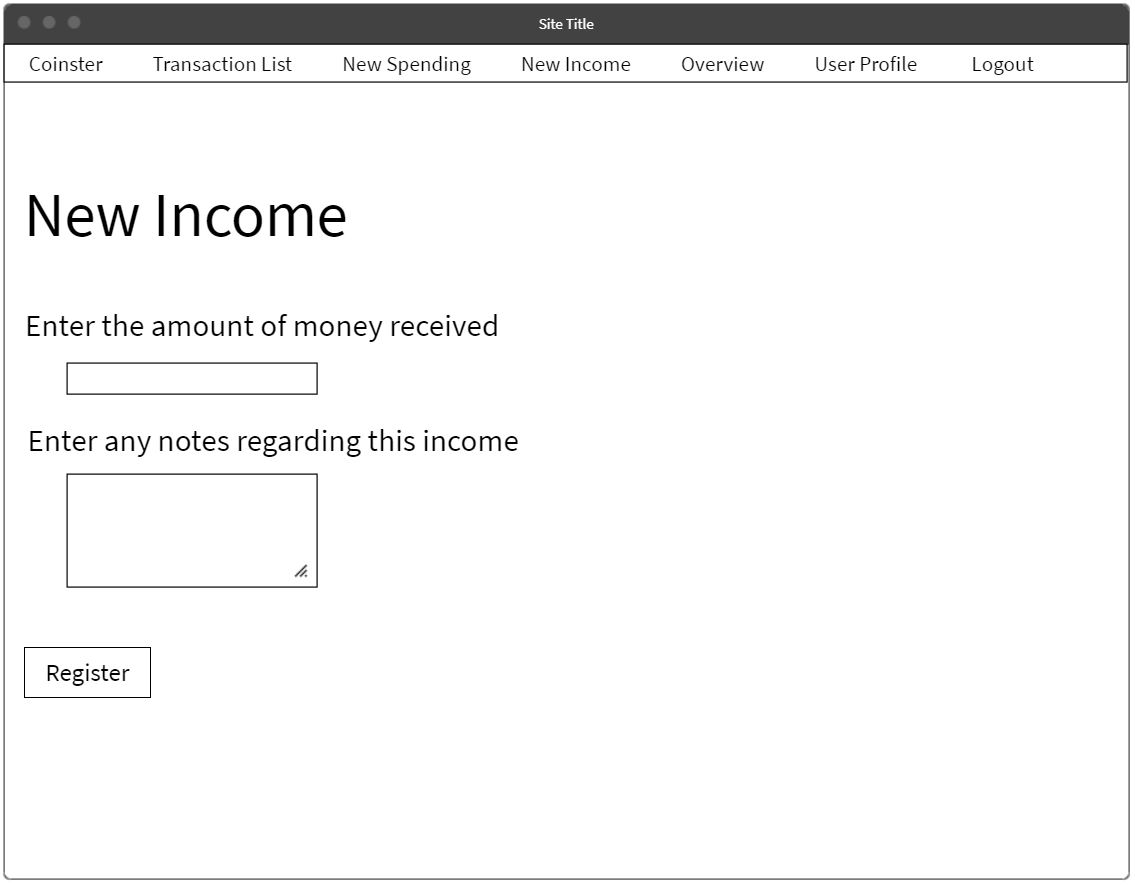 Site Title
Coinster Transaction List New Spending New Income Overview User Profile Logout
New Income
Enter the amount of money received
Enter any notes regarding this income
Register